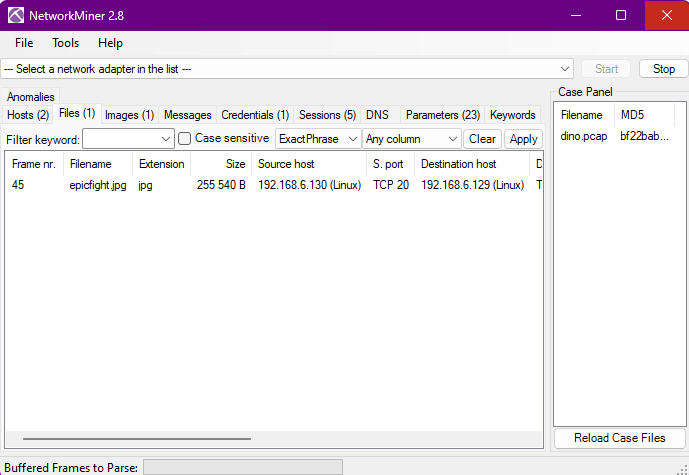 NetworkMiner 2.8
File Tools Help
--- Select a network adapter in the list ---
Start
Stop
Anomalies
Hosts (2) Files (1) Images (1) Messages Credentials (1) Sessions (5) DNS Parameters (23) Keywords
Filter keyword: Case sensitive ExactPhrase Any column Clear Apply
Frame nr. Filename Extension Size Source host S. port Destination host D
45 epicfight.jpg jpg 255 540 B 192.168.6.130 (Linux) TCP 20 192.168.6.129 (Linux) T
Case Panel
Filename MD5
dino.pcap bf22bab...
Reload Case Files
Buffered Frames to Parse: